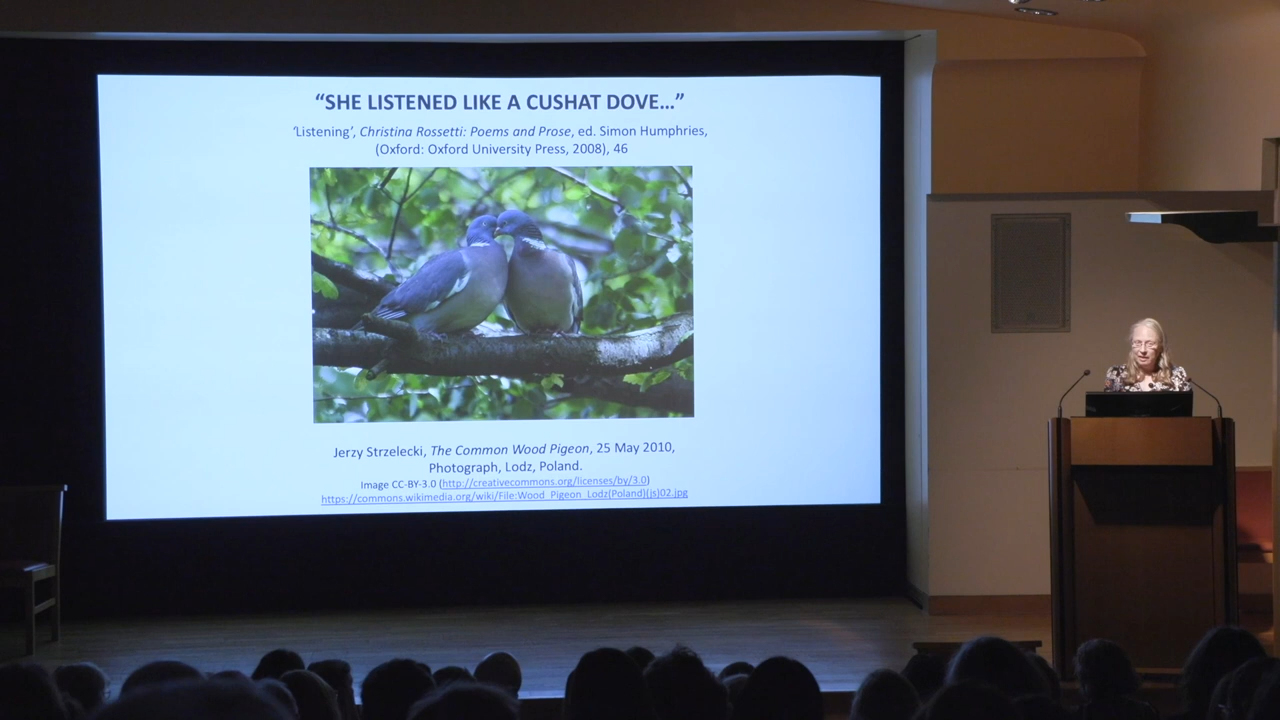 “SHE LISTENED LIKE A CUSHAT DOVE…”
‘Listening’, Christina Rossetti: Poems and Prose, ed. Simon Humphries,
(Oxford: Oxford University Press, 2008), 46
Jerzy Strzelecki, The Common Wood Pigeon, 25 May 2010,
Photograph, Lodz, Poland.
Image CC-BY-3.0 (http://creativecommons.org/licenses/by/3.0)
https://commons.wikimedia.org/wiki/File:Wood_Pigeon_Lodz(Poland)(js)02.jpg